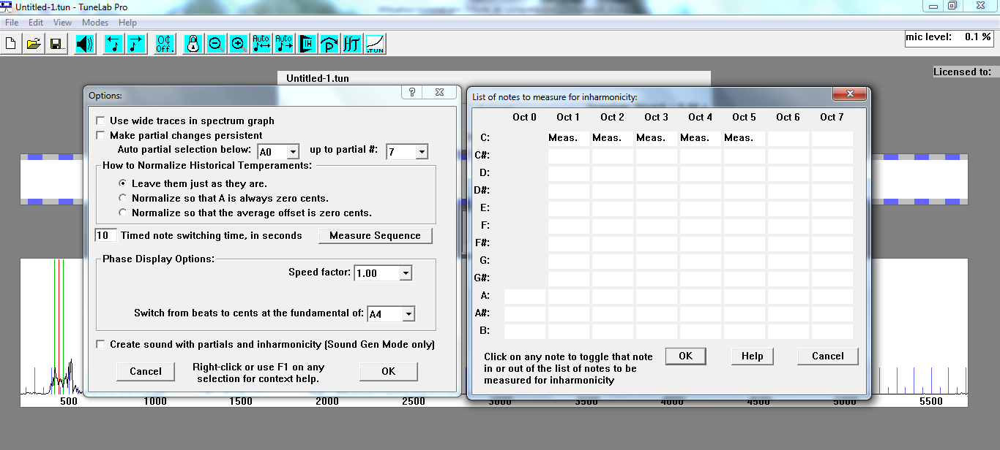 Untitled-1.tun - TuneLab Pro
File Edit View Modes Help
0¢ Off. Auto Auto IH P fft .TUN
mic level: 0.1 %
Licensed to:
Untitled-1.tun
Options:
Use wide traces in spectrum graph
Make partial changes persistent
Auto partial selection below: A0 up to partial #: 7
How to Normalize Historical Temperaments:
Leave them just as they are.
Normalize so that A is always zero cents.
Normalize so that the average offset is zero cents.
10 Timed note switching time, in seconds Measure Sequence
Phase Display Options:
Speed factor: 1.00
Switch from beats to cents at the fundamental of: A4
Create sound with partials and inharmonicity (Sound Gen Mode only)
Cancel Right-click or use F1 on any selection for context help. OK
List of notes to measure for inharmonicity:
Oct 0 Oct 1 Oct 2 Oct 3 Oct 4 Oct 5 Oct 6 Oct 7
C: Meas. Meas. Meas. Meas. Meas.
C#:
D:
D#:
E:
F:
F#:
G:
G#:
A:
A#:
B:
Click on any note to toggle that note
in or out of the list of notes to be
measured for inharmonicity
OK Help Cancel
500 1000 1500 2000 2500 3000 3500 4000 4500 5000 5500